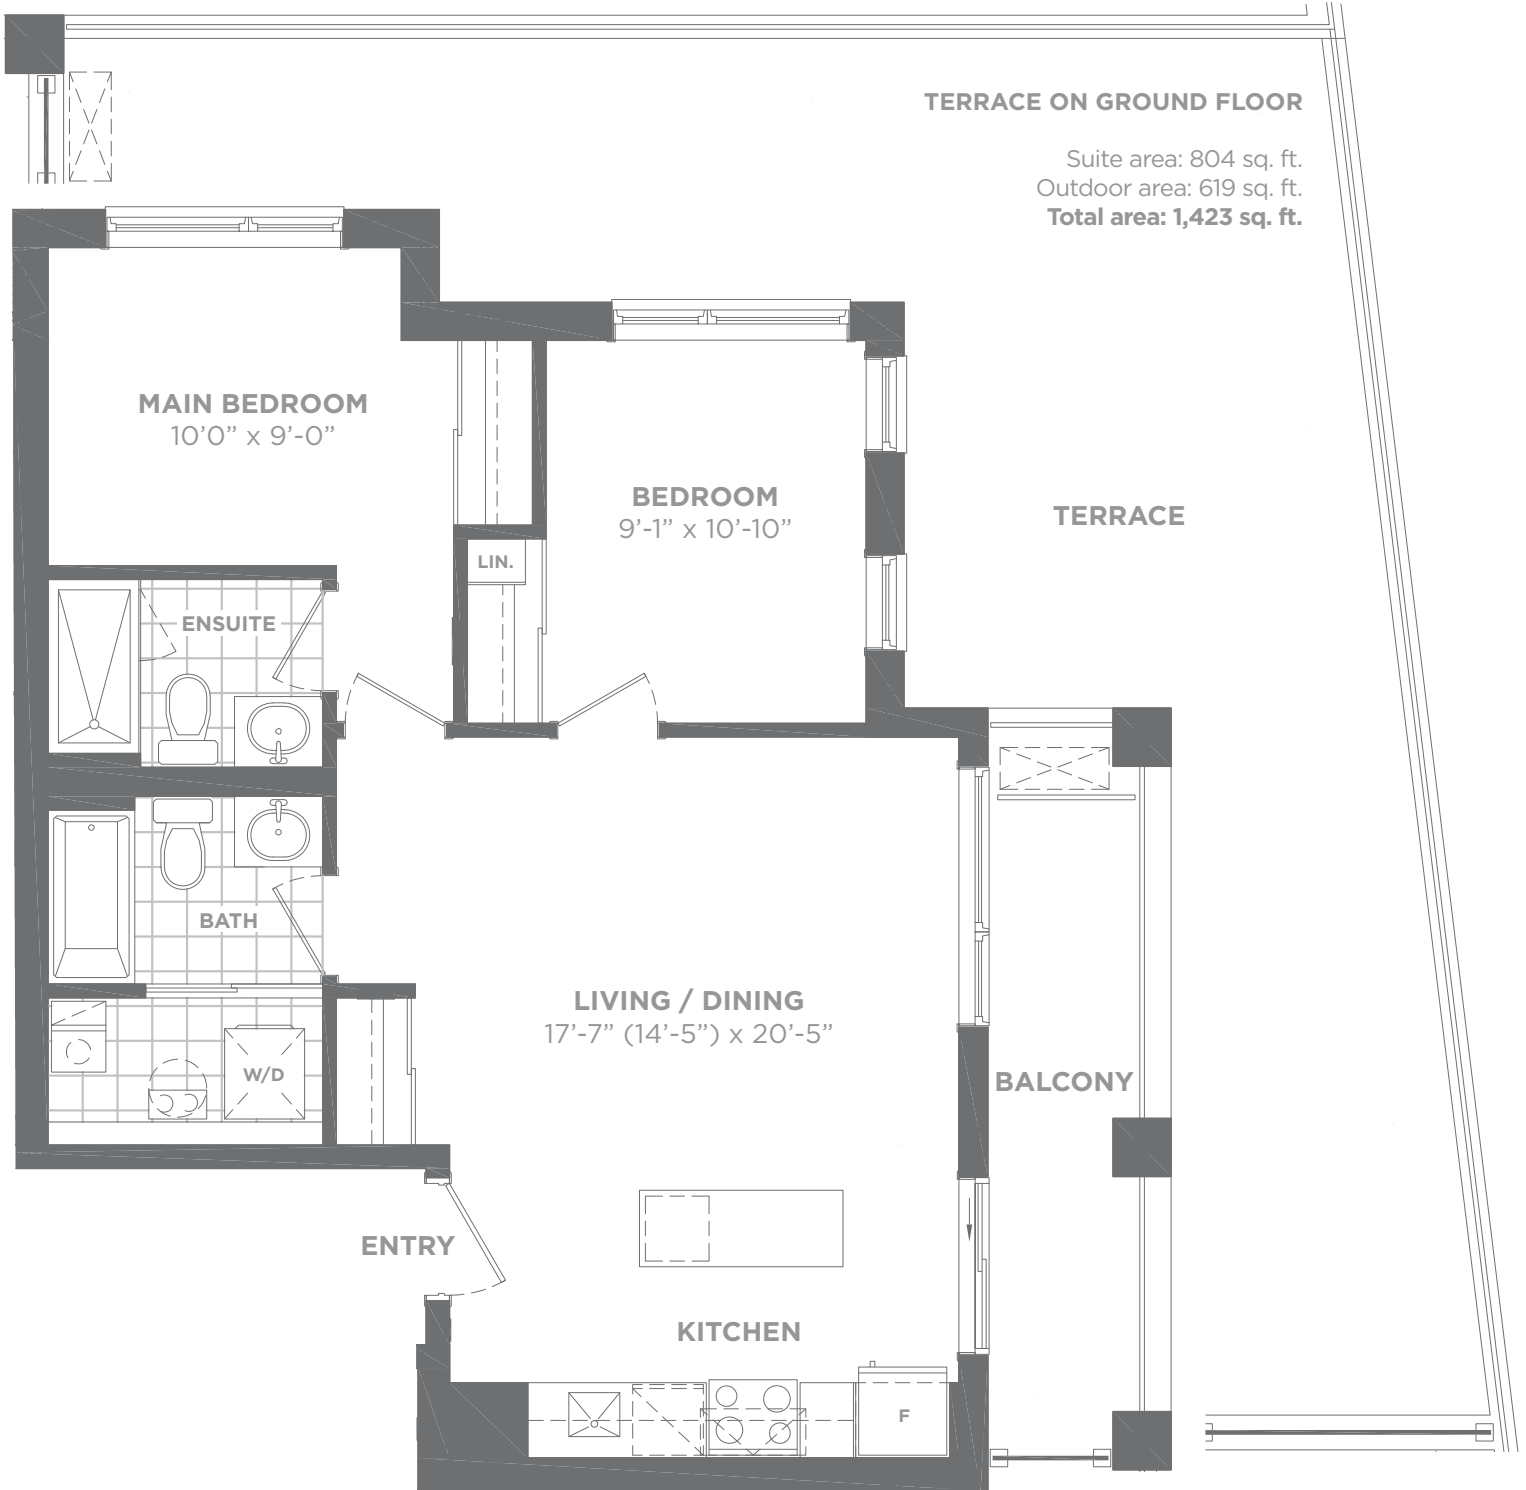 TERRACE ON GROUND FLOOR
Suite area: 804 sq. ft.
Outdoor area: 619 sq. ft.
Total area: 1,423 sq. ft.
MAIN BEDROOM
10’0” x 9’-0”
BEDROOM
9’-1” x 10’-10”
TERRACE
LIN.
ENSUITE
BATH
LIVING / DINING
17’-7” (14’-5”) x 20’-5”
W/D
BALCONY
ENTRY
KITCHEN
F